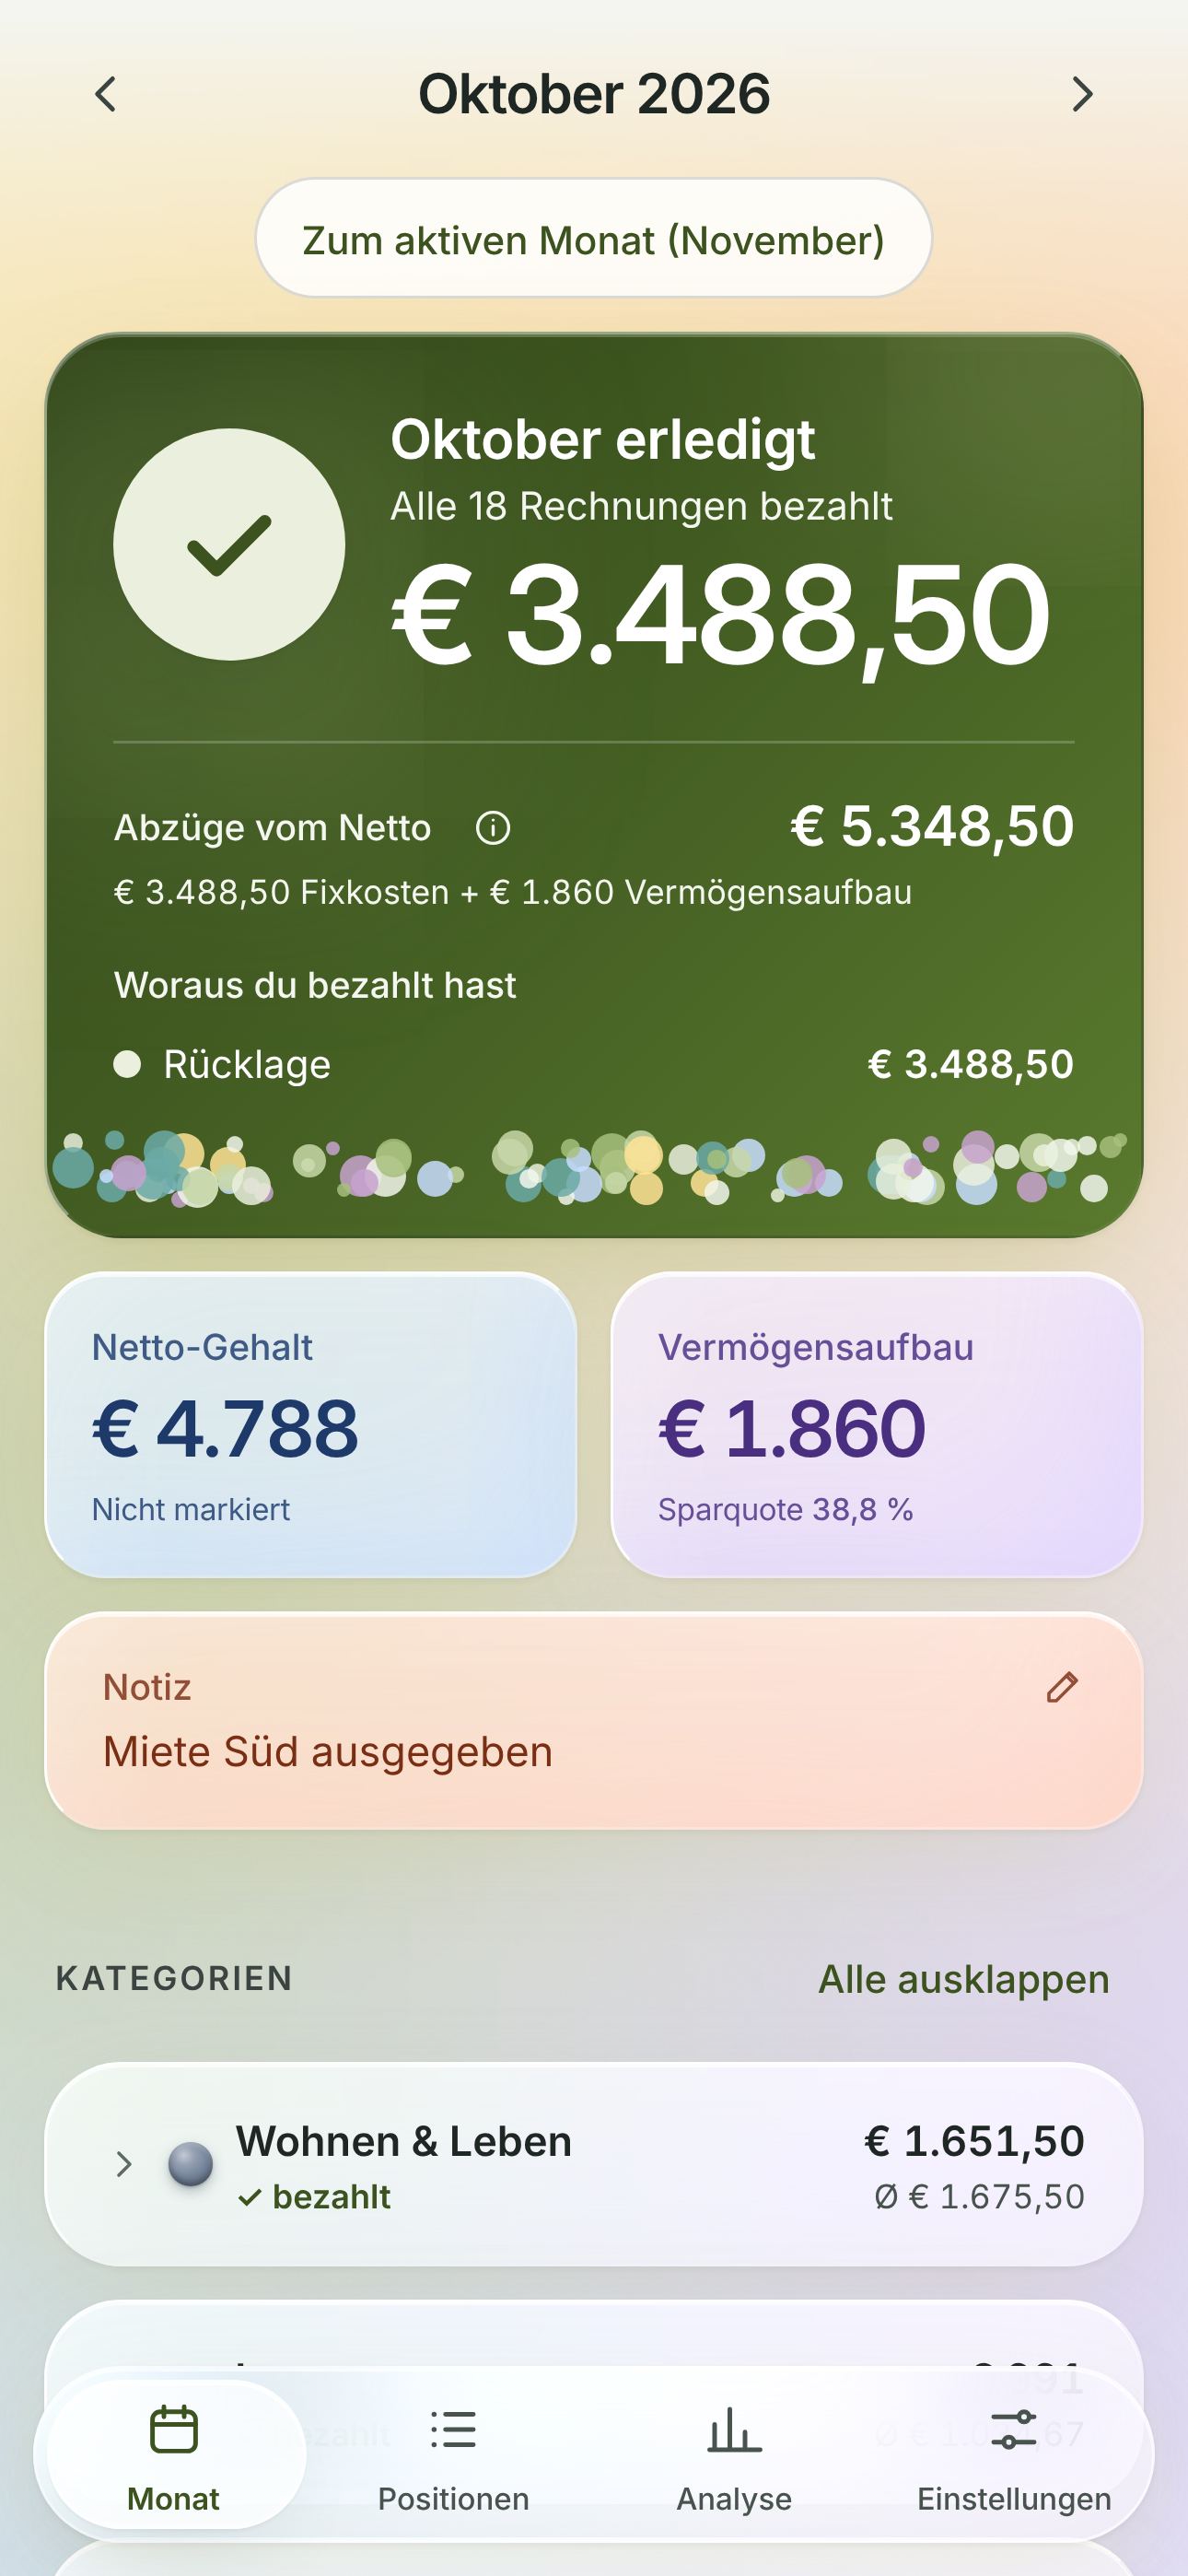 Oktober 2026
Zum aktiven Monat (November)
Oktober erledigt
Alle 18 Rechnungen bezahlt
€ 3.488,50
Abzüge vom Netto
€ 5.348,50
€ 3.488,50 Fixkosten + € 1.860 Vermögensaufbau
Woraus du bezahlt hast
Rücklage
€ 3.488,50
Netto-Gehalt
€ 4.788
Nicht markiert
Vermögensaufbau
€ 1.860
Sparquote 38,8 %
Notiz
Miete Süd ausgegeben
KATEGORIEN
Alle ausklappen
Wohnen & Leben
€ 1.651,50
✓ bezahlt
Ø € 1.675,50
Monat
Positionen
Analyse
Einstellungen